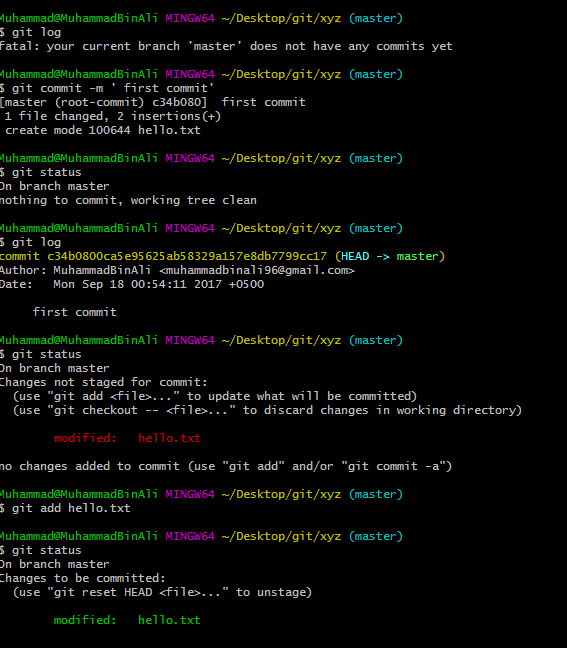 Muhammad@MuhammadBinAli MINGW64 ~/Desktop/git/xyz (master)
$ git log
fatal: your current branch 'master' does not have any commits yet
Muhammad@MuhammadBinAli MINGW64 ~/Desktop/git/xyz (master)
$ git commit -m ' first commit'
[master (root-commit) c34b080]  first commit
 1 file changed, 2 insertions(+)
 create mode 100644 hello.txt
Muhammad@MuhammadBinAli MINGW64 ~/Desktop/git/xyz (master)
$ git status
On branch master
nothing to commit, working tree clean
Muhammad@MuhammadBinAli MINGW64 ~/Desktop/git/xyz (master)
$ git log
commit c34b0800ca5e95625ab58329a157e8db7799cc17 (HEAD -> master)
Author: MuhammadBinAli <muhammadbinali96@gmail.com>
Date:   Mon Sep 18 00:54:11 2017 +0500
     first commit
Muhammad@MuhammadBinAli MINGW64 ~/Desktop/git/xyz (master)
$ git status
On branch master
Changes not staged for commit:
  (use "git add <file>..." to update what will be committed)
  (use "git checkout -- <file>..." to discard changes in working directory)
        modified:   hello.txt
no changes added to commit (use "git add" and/or "git commit -a")
Muhammad@MuhammadBinAli MINGW64 ~/Desktop/git/xyz (master)
$ git add hello.txt
Muhammad@MuhammadBinAli MINGW64 ~/Desktop/git/xyz (master)
$ git status
On branch master
Changes to be committed:
  (use "git reset HEAD <file>..." to unstage)
        modified:   hello.txt